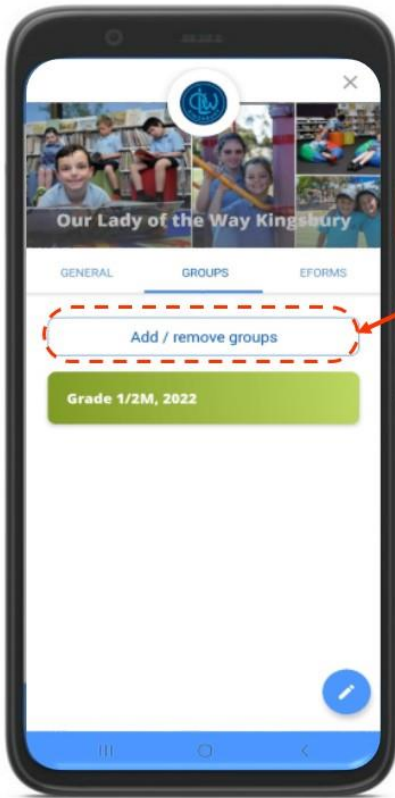 Our Lady of the Way Kingsbury
GENERAL GROUPS EFORMS
Add / remove groups
Grade 1/2M, 2022